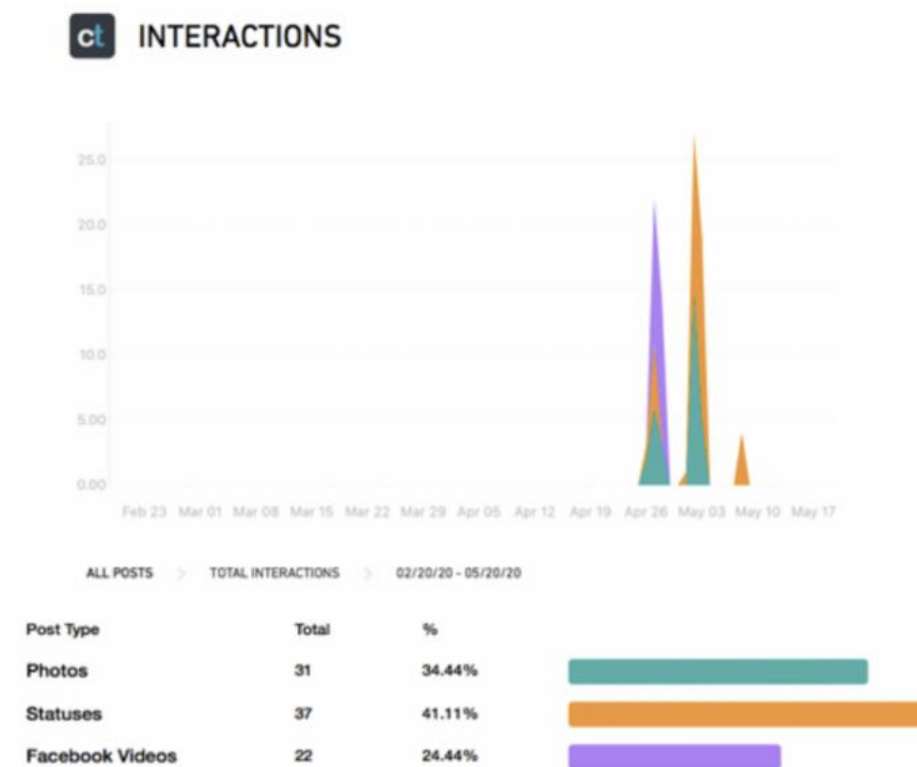 ct INTERACTIONS
25.0
20.0
15.0
10.0
5.00
0.00
Feb 23 Mar 01 Mar 08 Mar 15 Mar 22 Mar 29 Apr 05 Apr 12 Apr 19 Apr 26 May 03 May 10 May 17
ALL POSTS > TOTAL INTERACTIONS > 02/20/20 - 05/20/20
Post Type Total %
Photos 31 34.44%
Statuses 37 41.11%
Facebook Videos 22 24.44%